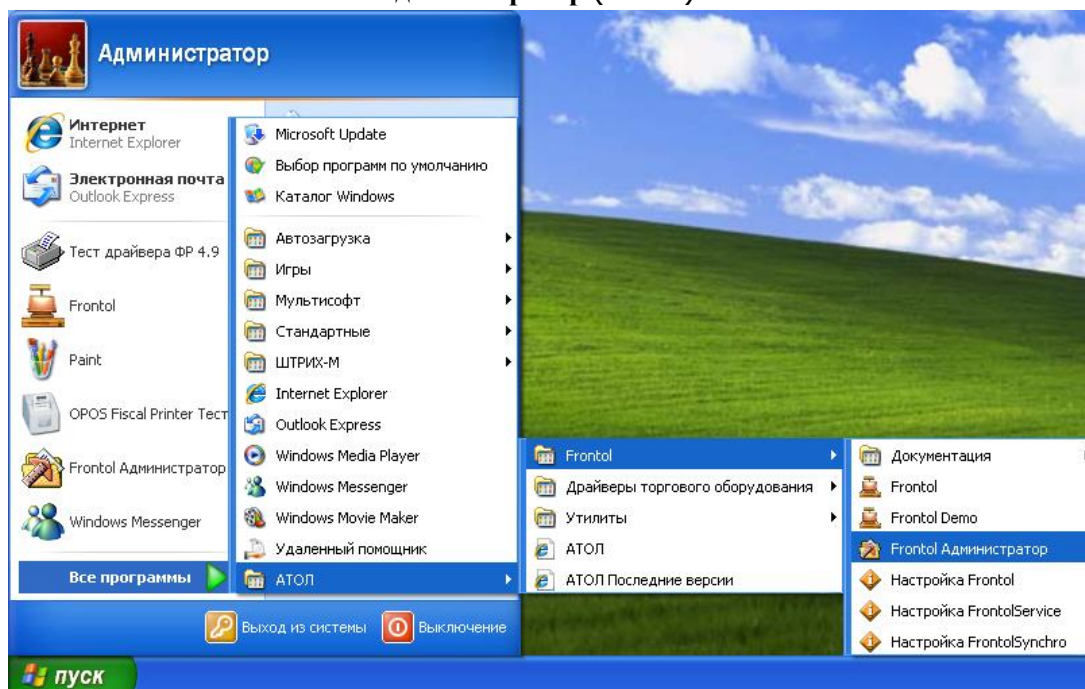 Администратор
Интернет
Internet Explorer
Электронная почта
Outlook Express
Тест драйвера ФР 4.9
Frontol
Paint
OPOS Fiscal Printer Тест
Frontol Администратор
Windows Messenger
Все программы
Microsoft Update
Выбор программ по умолчанию
Каталог Windows
Автозагрузка
Игры
Мультисофт
Стандартные
ШТРИХ-М
Internet Explorer
Outlook Express
Windows Media Player
Windows Messenger
Windows Movie Maker
Удаленный помощник
АТОЛ
Frontol
Драйверы торгового оборудования
Утилиты
АТОЛ
АТОЛ Последние версии
Документация
Frontol
Frontol Demo
Frontol Администратор
Настройка Frontol
Настройка FrontolService
Настройка FrontolSynchro
Выход из системы
Выключение
пуск